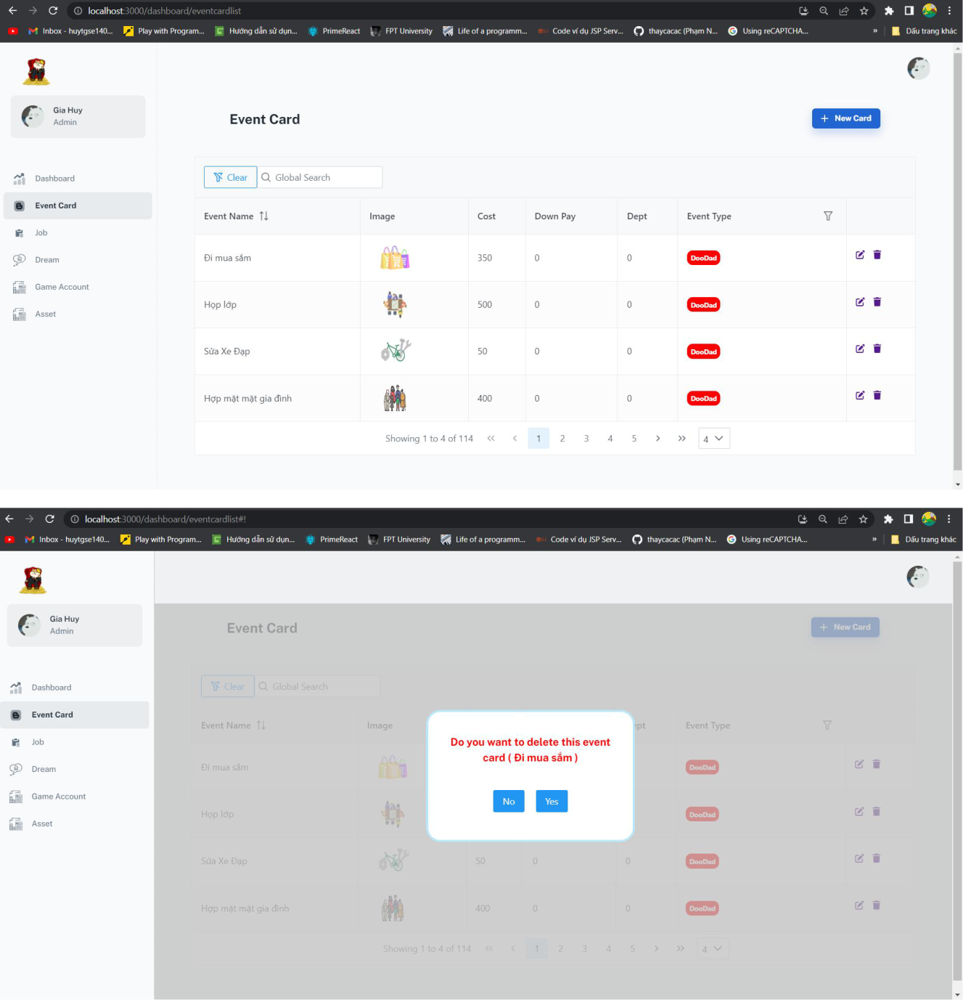 localhost:3000/dashboard/eventcardlist
Inbox - huytgse140... Play with Program... Hướng dẫn sử dụn... PrimeReact FPT University Life of a programm... Code ví dụ JSP Serv... thaycacac (Phạm N... Using reCAPTCHA... » Dấu trang khác
Gia Huy
Admin
Event Card
+ New Card
Dashboard
Event Card
Job
Dream
Game Account
Asset
Clear Global Search
Event Name Image Cost Down Pay Dept Event Type
Đi mua sắm 350 0 0 DooDad
Họp lớp 500 0 0 DooDad
Sửa Xe Đạp 50 0 0 DooDad
Hợp mặt mặt gia đình 400 0 0 DooDad
Showing 1 to 4 of 114 « < 1 2 3 4 5 > » 4
localhost:3000/dashboard/eventcardlist#!
Inbox - huytgse140... Play with Program... Hướng dẫn sử dụn... PrimeReact FPT University Life of a programm... Code ví dụ JSP Serv... thaycacac (Phạm N... Using reCAPTCHA... » Dấu trang khác
Gia Huy
Admin
Event Card
+ New Card
Dashboard
Event Card
Job
Dream
Game Account
Asset
Clear Global Search
Event Name Image ept Event Type
Do you want to delete this event
card ( Đi mua sắm )
No Yes
Đi mua sắm DooDad
Họp lớp DooDad
Sửa Xe Đạp 50 0 0 DooDad
Hợp mặt mặt gia đình 400 0 0 DooDad
Showing 1 to 4 of 114 « < 1 2 3 4 5 > » 4